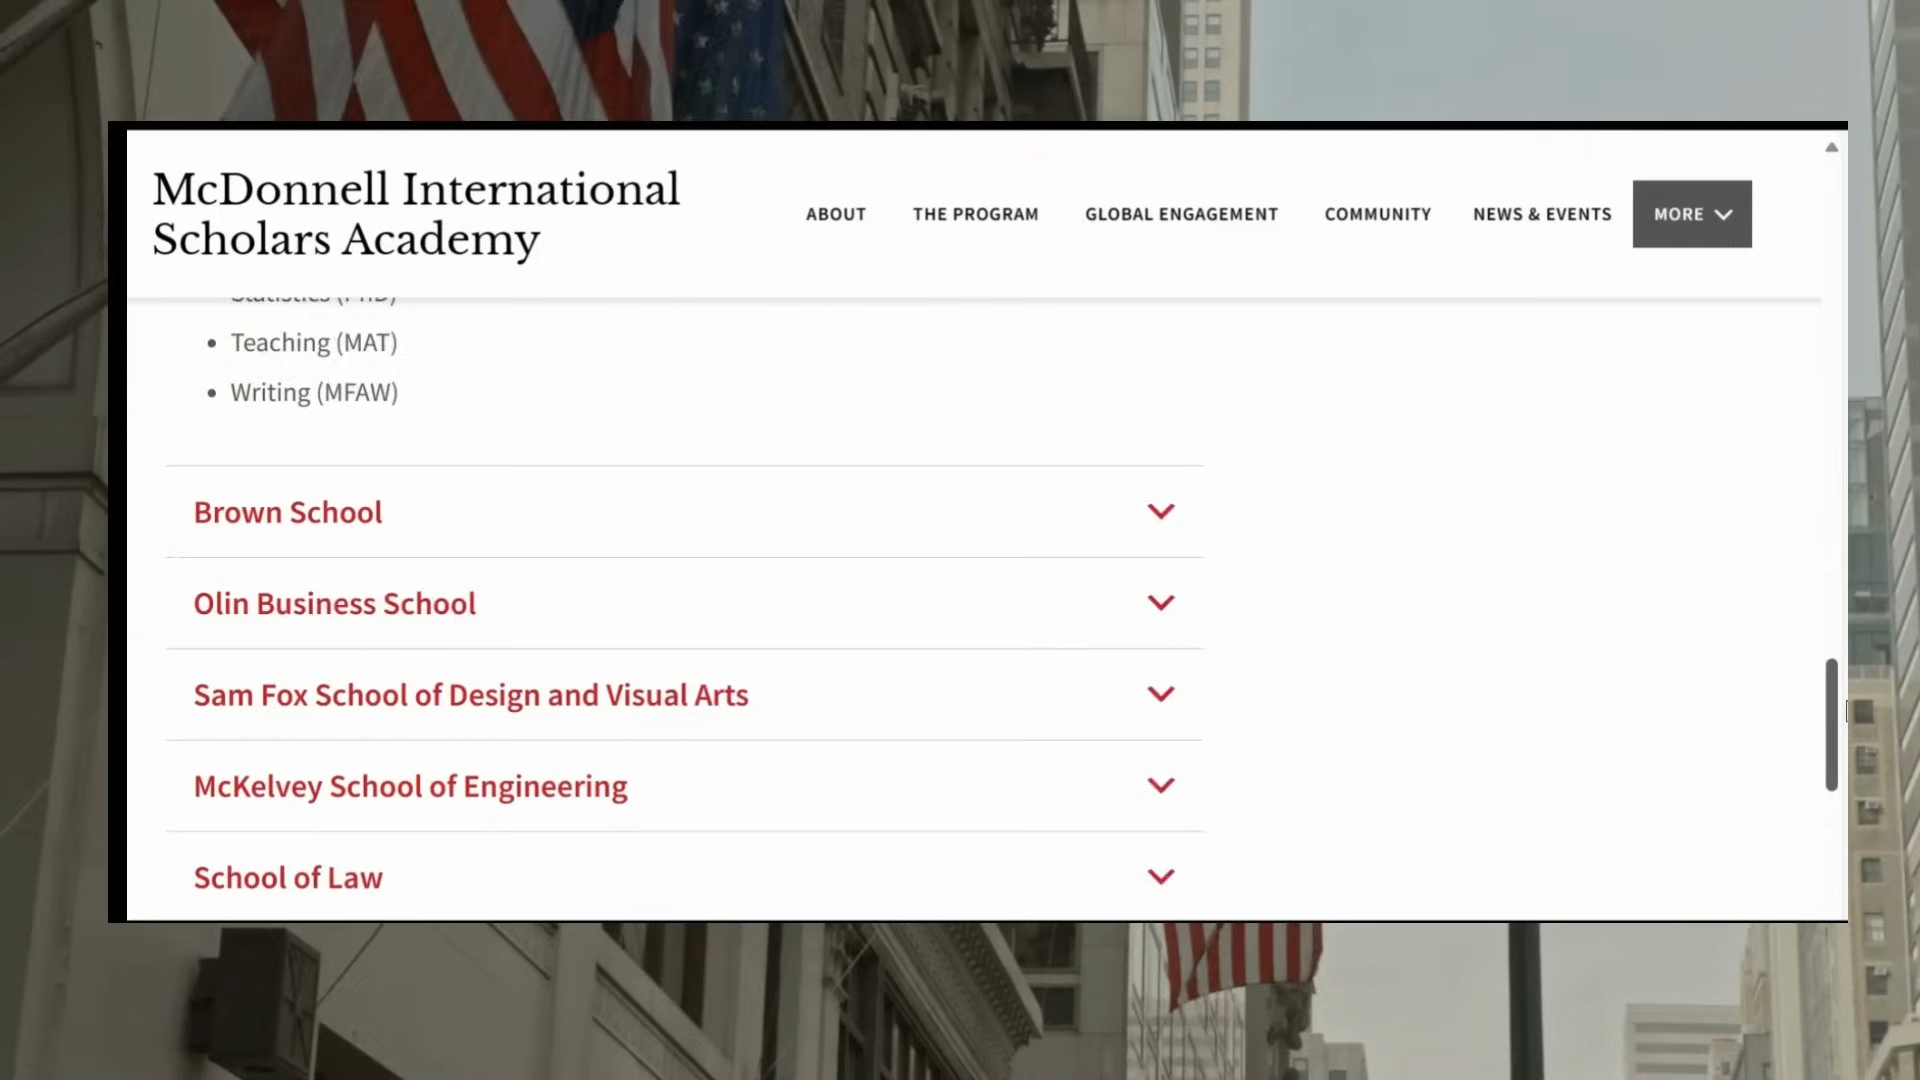 McDonnell International
Scholars Academy
ABOUT
THE PROGRAM
GLOBAL ENGAGEMENT
COMMUNITY
NEWS & EVENTS
MORE
Statistics (PhD)
Teaching (MAT)
Writing (MFAW)
Brown School
Olin Business School
Sam Fox School of Design and Visual Arts
McKelvey School of Engineering
School of Law